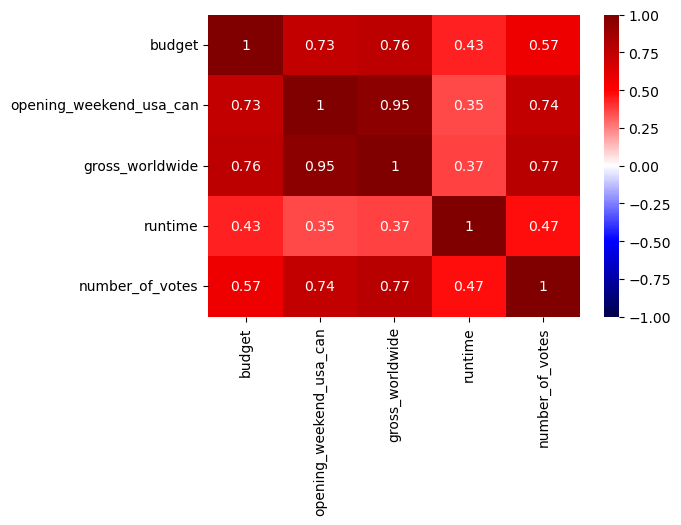 budget 1 0.73 0.76 0.43 0.57
opening_weekend_usa_can 0.73 1 0.95 0.35 0.74
gross_worldwide 0.76 0.95 1 0.37 0.77
runtime 0.43 0.35 0.37 1 0.47
number_of_votes 0.57 0.74 0.77 0.47 1
budget
opening_weekend_usa_can
gross_worldwide
runtime
number_of_votes
1.00
0.75
0.50
0.25
0.00
−0.25
−0.50
−0.75
−1.00